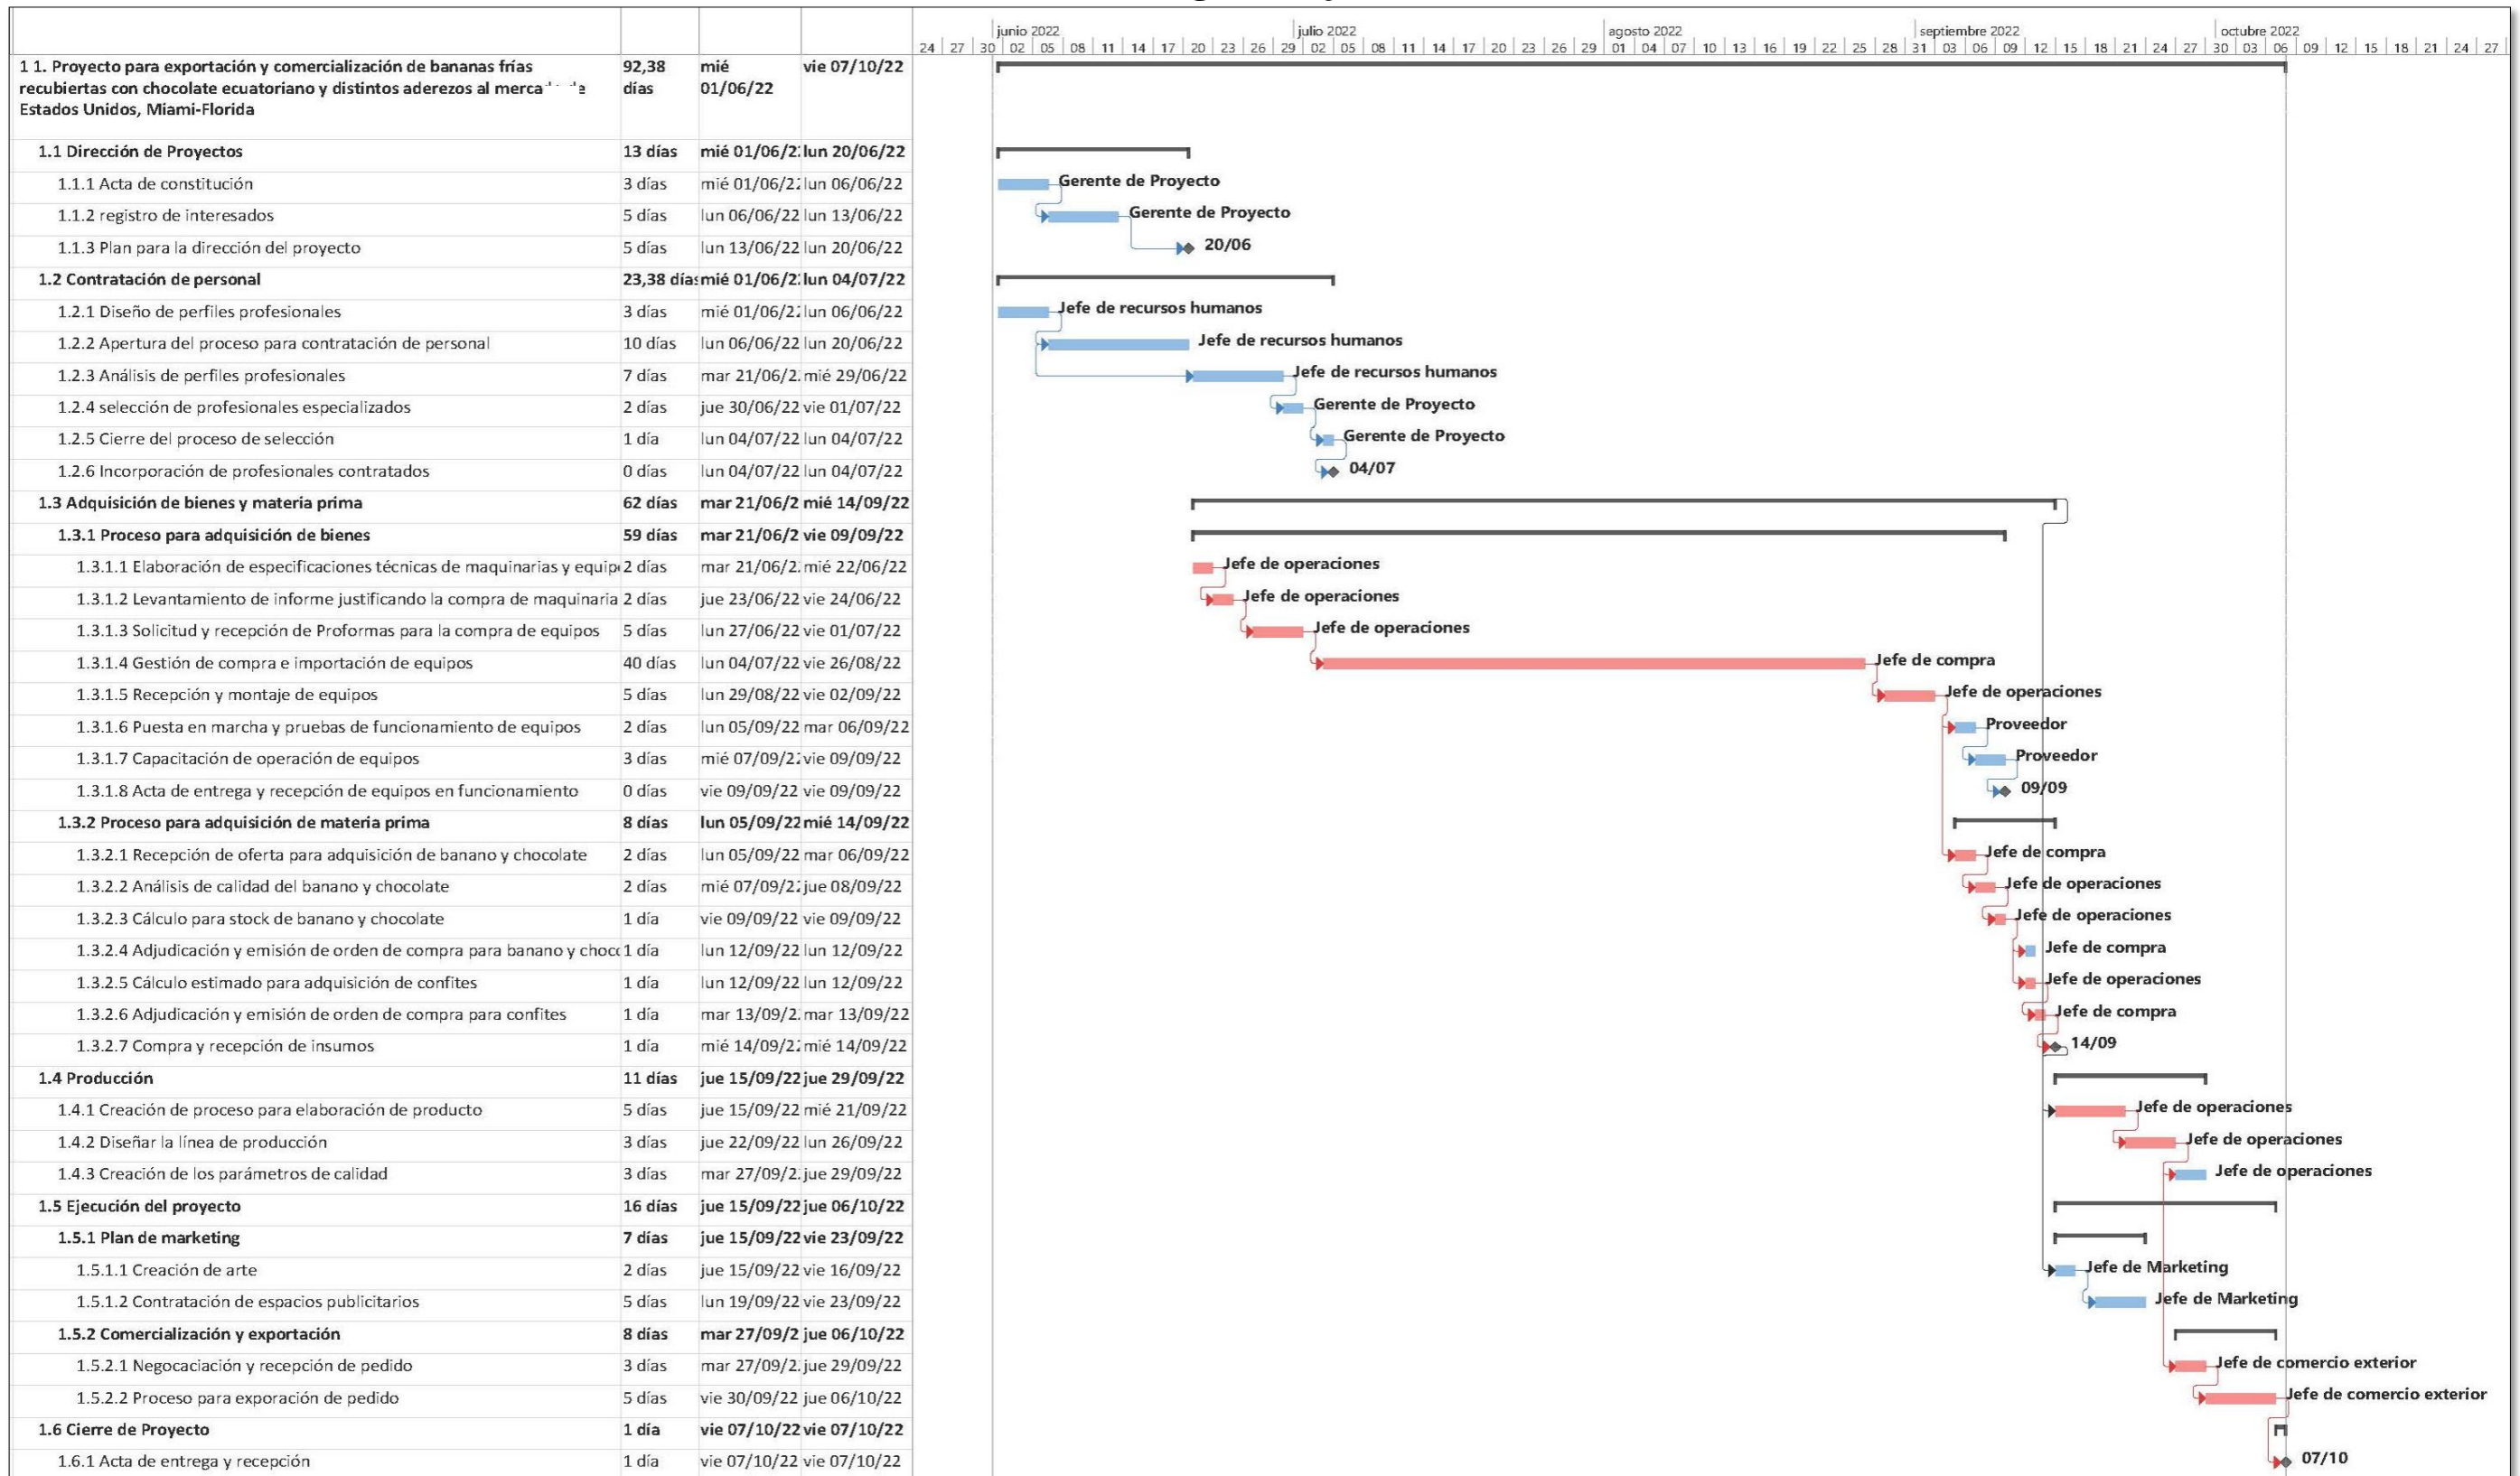 junio 2022 julio 2022 agosto 2022 septiembre 2022 octubre 2022
24 27 30 02 05 08 11 14 17 20 23 26 29 02 05 08 11 14 17 20 23 26 29 01 04 07 10 13 16 19 22 25 28 31 03 06 09 12 15 18 21 24 27 30 03 06 09 12 15 18 21 24 27
1 1. Proyecto para exportación y comercialización de bananas frías 92,38 mié vie 07/10/22
recubiertas con chocolate ecuatoriano y distintos aderezos al días 01/06/22
Estados Unidos, Miami-Florida
1.1 Dirección de Proyectos 13 días mié 01/06/22 lun 20/06/22
1.1.1 Acta de constitución 3 días mié 01/06/22 lun 06/06/22 Gerente de Proyecto
1.1.2 registro de interesados 5 días lun 06/06/22 lun 13/06/22 Gerente de Proyecto
1.1.3 Plan para la dirección del proyecto 5 días lun 13/06/22 lun 20/06/22 20/06
1.2 Contratación de personal 23,38 días mié 01/06/22 lun 04/07/22
1.2.1 Diseño de perfiles profesionales 3 días mié 01/06/22 lun 06/06/22 Jefe de recursos humanos
1.2.2 Apertura del proceso para contratación de personal 10 días lun 06/06/22 lun 20/06/22 Jefe de recursos humanos
1.2.3 Análisis de perfiles profesionales 7 días mar 21/06/2 mié 29/06/22 Jefe de recursos humanos
1.2.4 selección de profesionales especializados 2 días jue 30/06/22 vie 01/07/22 Gerente de Proyecto
1.2.5 Cierre del proceso de selección 1 día lun 04/07/22 lun 04/07/22 Gerente de Proyecto
1.2.6 Incorporación de profesionales contratados 0 días lun 04/07/22 lun 04/07/22 04/07
1.3 Adquisición de bienes y materia prima 62 días mar 21/06/2 mié 14/09/22
1.3.1 Proceso para adquisición de bienes 59 días mar 21/06/2 vie 09/09/22
1.3.1.1 Elaboración de especificaciones técnicas de maquinarias y equip 2 días mar 21/06/2 mié 22/06/22 Jefe de operaciones
1.3.1.2 Levantamiento de informe justificando la compra de maquinaria 2 días jue 23/06/22 vie 24/06/22 Jefe de operaciones
1.3.1.3 Solicitud y recepción de Proformas para la compra de equipos 5 días lun 27/06/22 vie 01/07/22 Jefe de operaciones
1.3.1.4 Gestión de compra e importación de equipos 40 días lun 04/07/22 vie 26/08/22 Jefe de compra
1.3.1.5 Recepción y montaje de equipos 5 días lun 29/08/22 vie 02/09/22 Jefe de operaciones
1.3.1.6 Puesta en marcha y pruebas de funcionamiento de equipos 2 días lun 05/09/22 mar 06/09/22 Proveedor
1.3.1.7 Capacitación de operación de equipos 3 días mié 07/09/22 vie 09/09/22 Proveedor
1.3.1.8 Acta de entrega y recepción de equipos en funcionamiento 0 días vie 09/09/22 vie 09/09/22 09/09
1.3.2 Proceso para adquisición de materia prima 8 días lun 05/09/22 mié 14/09/22
1.3.2.1 Recepción de oferta para adquisición de banano y chocolate 2 días lun 05/09/22 mar 06/09/22 Jefe de compra
1.3.2.2 Análisis de calidad del banano y chocolate 2 días mié 07/09/22 jue 08/09/22 Jefe de operaciones
1.3.2.3 Cálculo para stock de banano y chocolate 1 día vie 09/09/22 vie 09/09/22 Jefe de operaciones
1.3.2.4 Adjudicación y emisión de orden de compra para banano y choco 1 día lun 12/09/22 lun 12/09/22 Jefe de compra
1.3.2.5 Cálculo estimado para adquisición de confites 1 día lun 12/09/22 lun 12/09/22 Jefe de operaciones
1.3.2.6 Adjudicación y emisión de orden de compra para confites 1 día mar 13/09/2 mar 13/09/22 Jefe de compra
1.3.2.7 Compra y recepción de insumos 1 día mié 14/09/22 mié 14/09/22 14/09
1.4 Producción 11 días jue 15/09/22 jue 29/09/22
1.4.1 Creación de proceso para elaboración de producto 5 días jue 15/09/22 mié 21/09/22 Jefe de operaciones
1.4.2 Diseñar la línea de producción 3 días jue 22/09/22 lun 26/09/22 Jefe de operaciones
1.4.3 Creación de los parámetros de calidad 3 días mar 27/09/2 jue 29/09/22 Jefe de operaciones
1.5 Ejecución del proyecto 16 días jue 15/09/22 jue 06/10/22
1.5.1 Plan de marketing 7 días jue 15/09/22 vie 23/09/22
1.5.1.1 Creación de arte 2 días jue 15/09/22 vie 16/09/22 Jefe de Marketing
1.5.1.2 Contratación de espacios publicitarios 5 días lun 19/09/22 vie 23/09/22 Jefe de Marketing
1.5.2 Comercialización y exportación 8 días mar 27/09/2 jue 06/10/22
1.5.2.1 Negocaciación y recepción de pedido 3 días mar 27/09/2 jue 29/09/22 Jefe de comercio exterior
1.5.2.2 Proceso para exporación de pedido 5 días vie 30/09/22 jue 06/10/22 Jefe de comercio exterior
1.6 Cierre de Proyecto 1 día vie 07/10/22 vie 07/10/22
1.6.1 Acta de entrega y recepción 1 día vie 07/10/22 vie 07/10/22 07/10